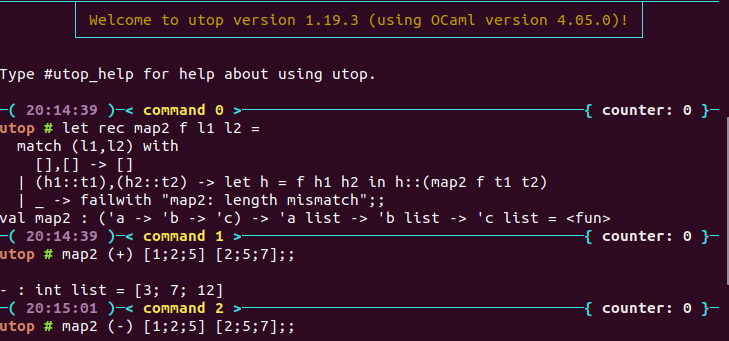 Welcome to utop version 1.19.3 (using OCaml version 4.05.0)!
Type #utop_help for help about using utop.
─( 20:14:39 )─< command 0 >──{ counter: 0 }─
utop # let rec map2 f l1 l2 =
  match (l1,l2) with
    [],[] -> []
  | (h1::t1),(h2::t2) -> let h = f h1 h2 in h::(map2 f t1 t2)
  | _ -> failwith "map2: length mismatch";;
val map2 : ('a -> 'b -> 'c) -> 'a list -> 'b list -> 'c list = <fun>
─( 20:14:39 )─< command 1 >──{ counter: 0 }─
utop # map2 (+) [1;2;5] [2;5;7];;
- : int list = [3; 7; 12]
─( 20:15:01 )─< command 2 >──{ counter: 0 }─
utop # map2 (-) [1;2;5] [2;5;7];;